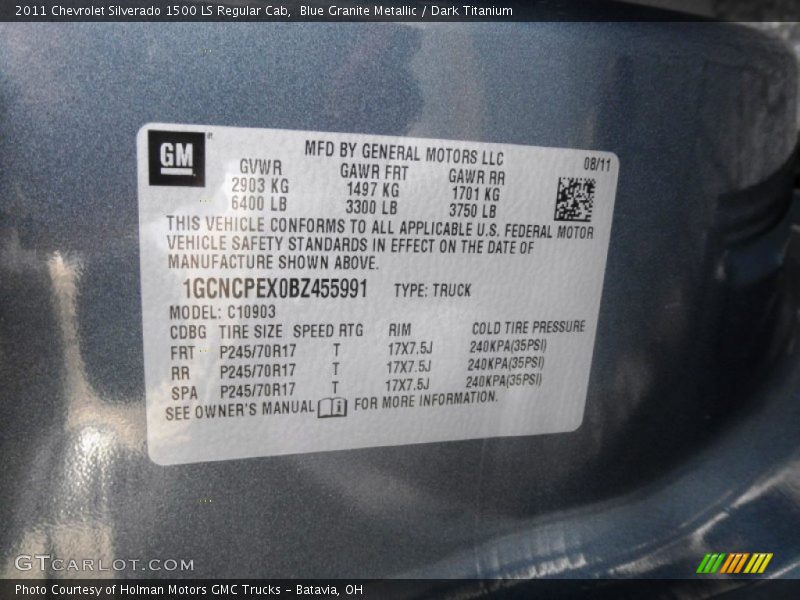 2011 Chevrolet Silverado 1500 LS Regular Cab,  Blue Granite Metallic / Dark Titanium
GM®
MFD BY GENERAL MOTORS LLC
08/11
GVWR GAWR FRT GAWR RR
2903 KG 1497 KG 1701 KG
6400 LB 3300 LB 3750 LB
THIS VEHICLE CONFORMS TO ALL APPLICABLE U.S. FEDERAL MOTOR
VEHICLE SAFETY STANDARDS IN EFFECT ON THE DATE OF
MANUFACTURE SHOWN ABOVE.
1GCNCPEX0BZ455991 TYPE: TRUCK
MODEL: C10903
CDBG TIRE SIZE SPEED RTG RIM COLD TIRE PRESSURE
FRT P245/70R17 T 17X7.5J 240KPA(35PSI)
RR P245/70R17 T 17X7.5J 240KPA(35PSI)
SPA P245/70R17 T 17X7.5J 240KPA(35PSI)
SEE OWNER'S MANUAL FOR MORE INFORMATION.
GTCARLOT.COM
Photo Courtesy of Holman Motors GMC Trucks - Batavia, OH